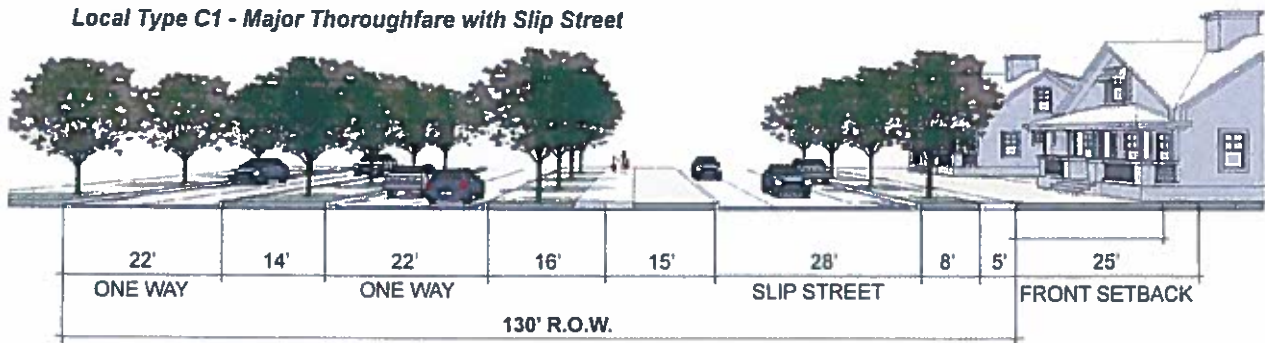 Local Type C1 - Major Thoroughfare with Slip Street
22' 14' 22' 16' 15' 28' 8' 5' 25'
ONE WAY ONE WAY SLIP STREET FRONT SETBACK
130' R.O.W.